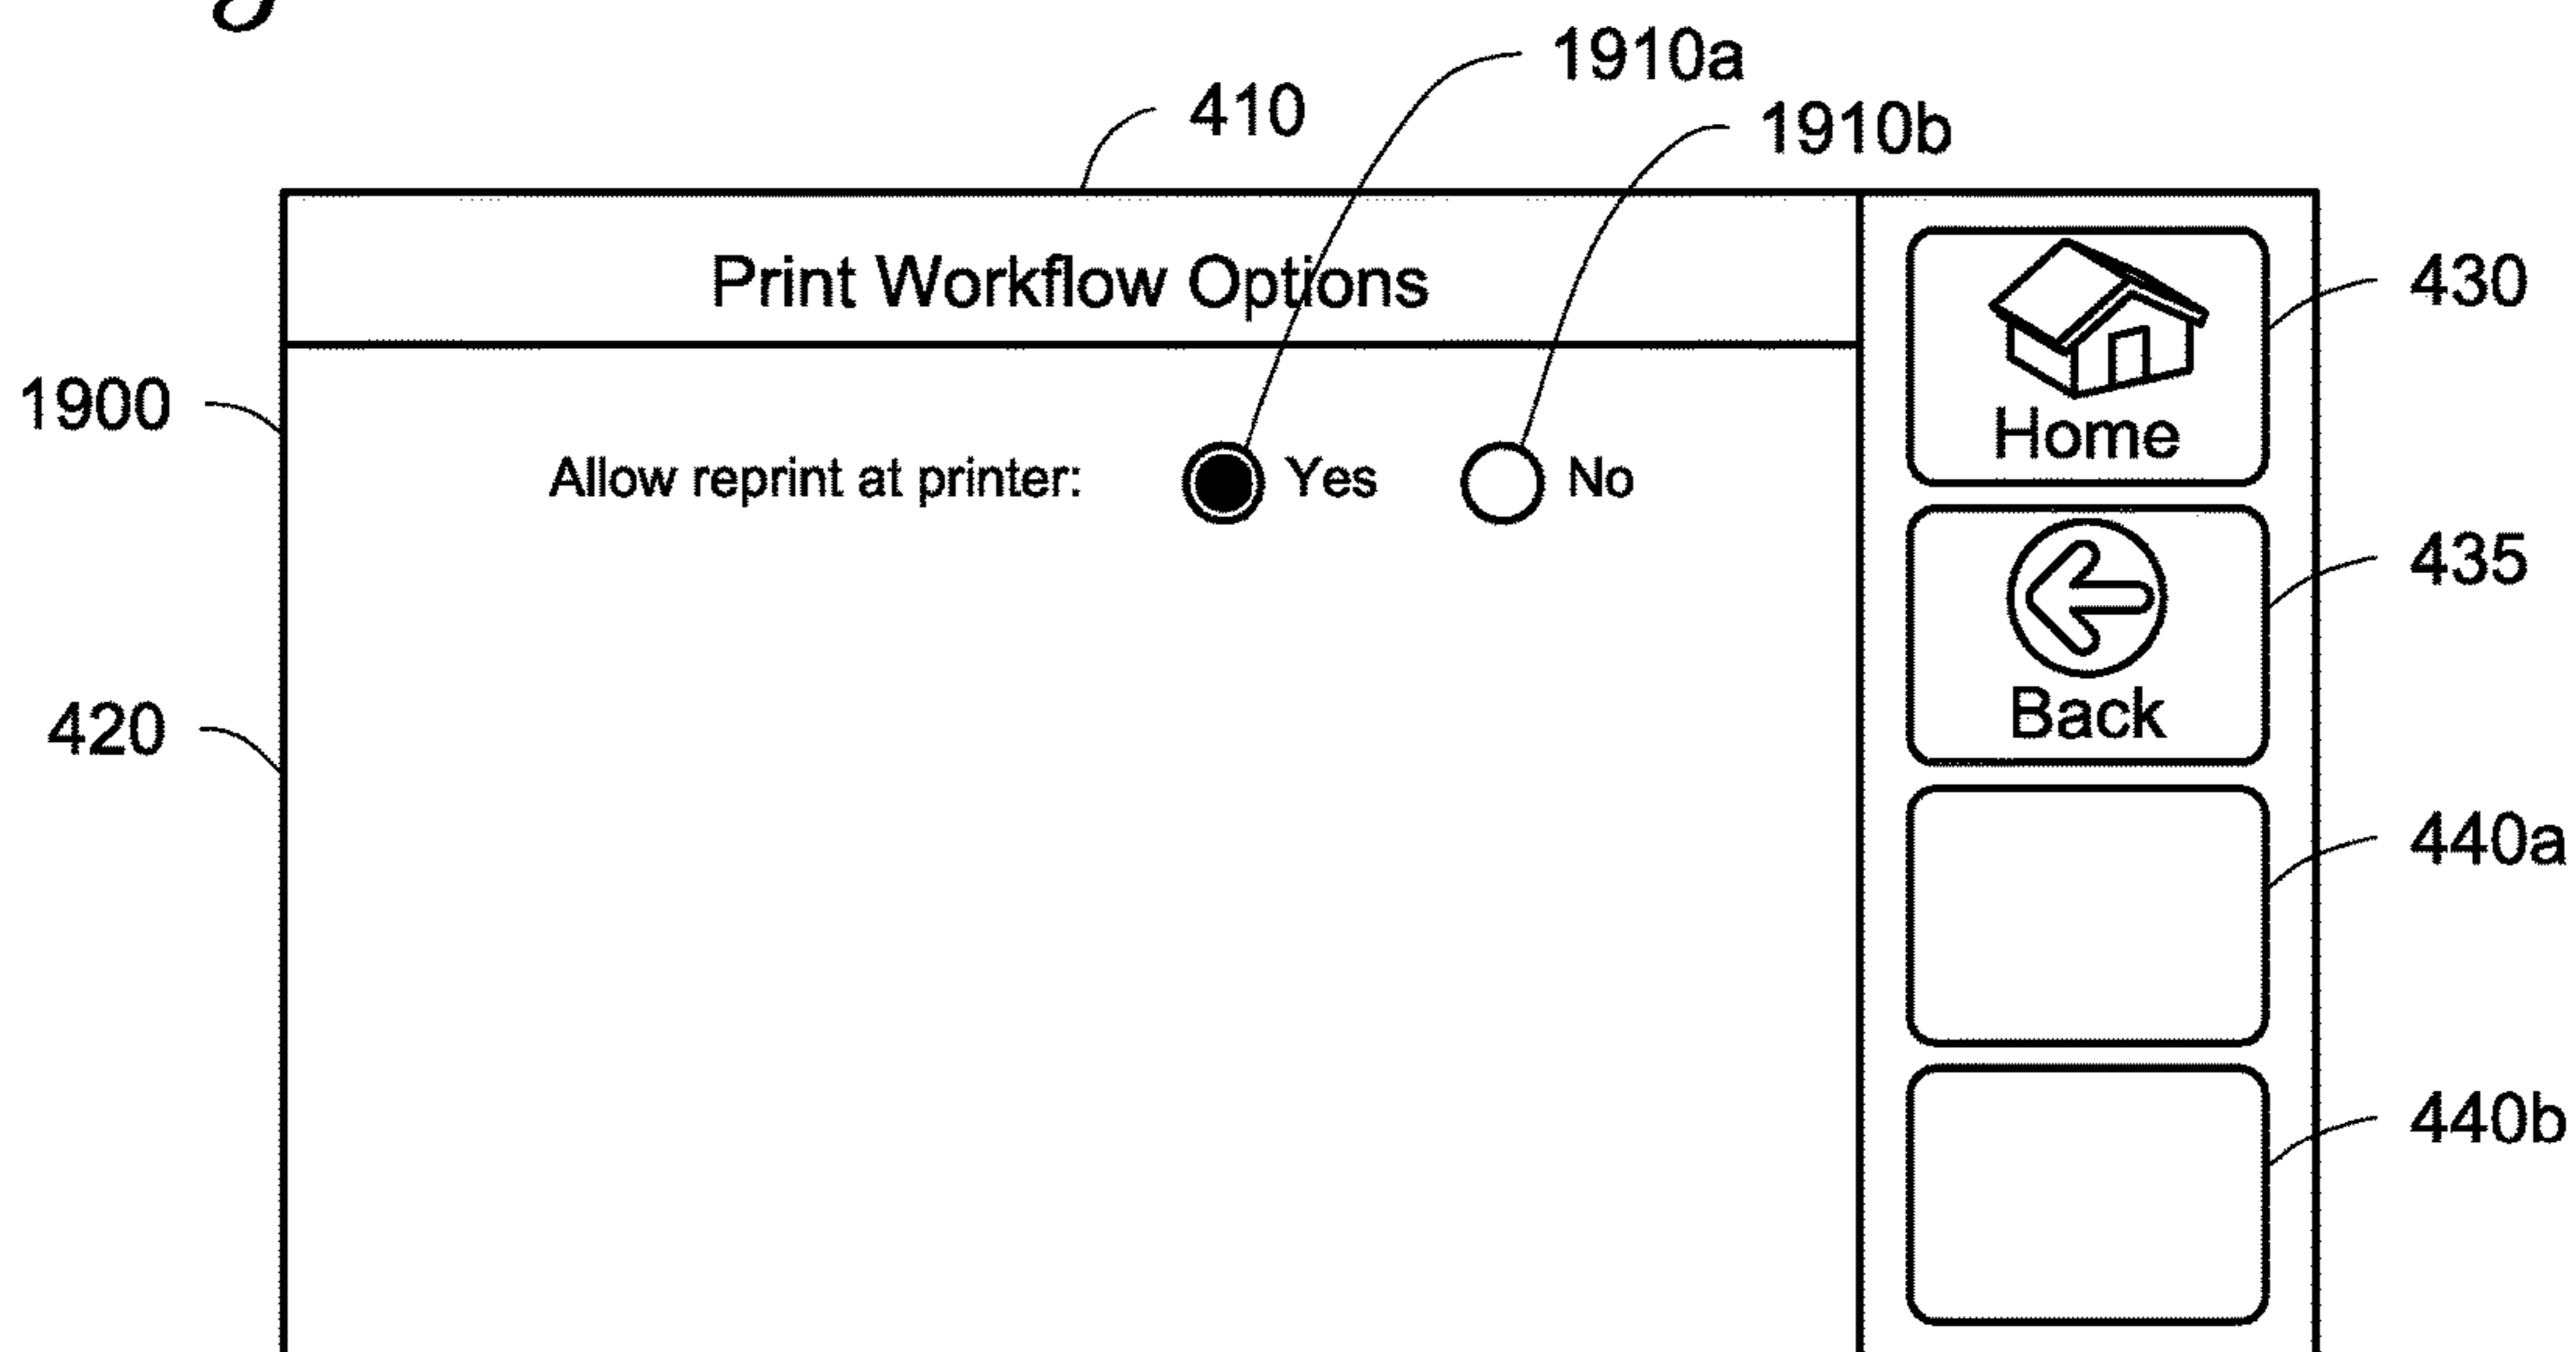 1910a
410
1910b
Print Workflow Options
430
Home
1900
Allow reprint at printer: Yes No
435
Back
420
440a
440b